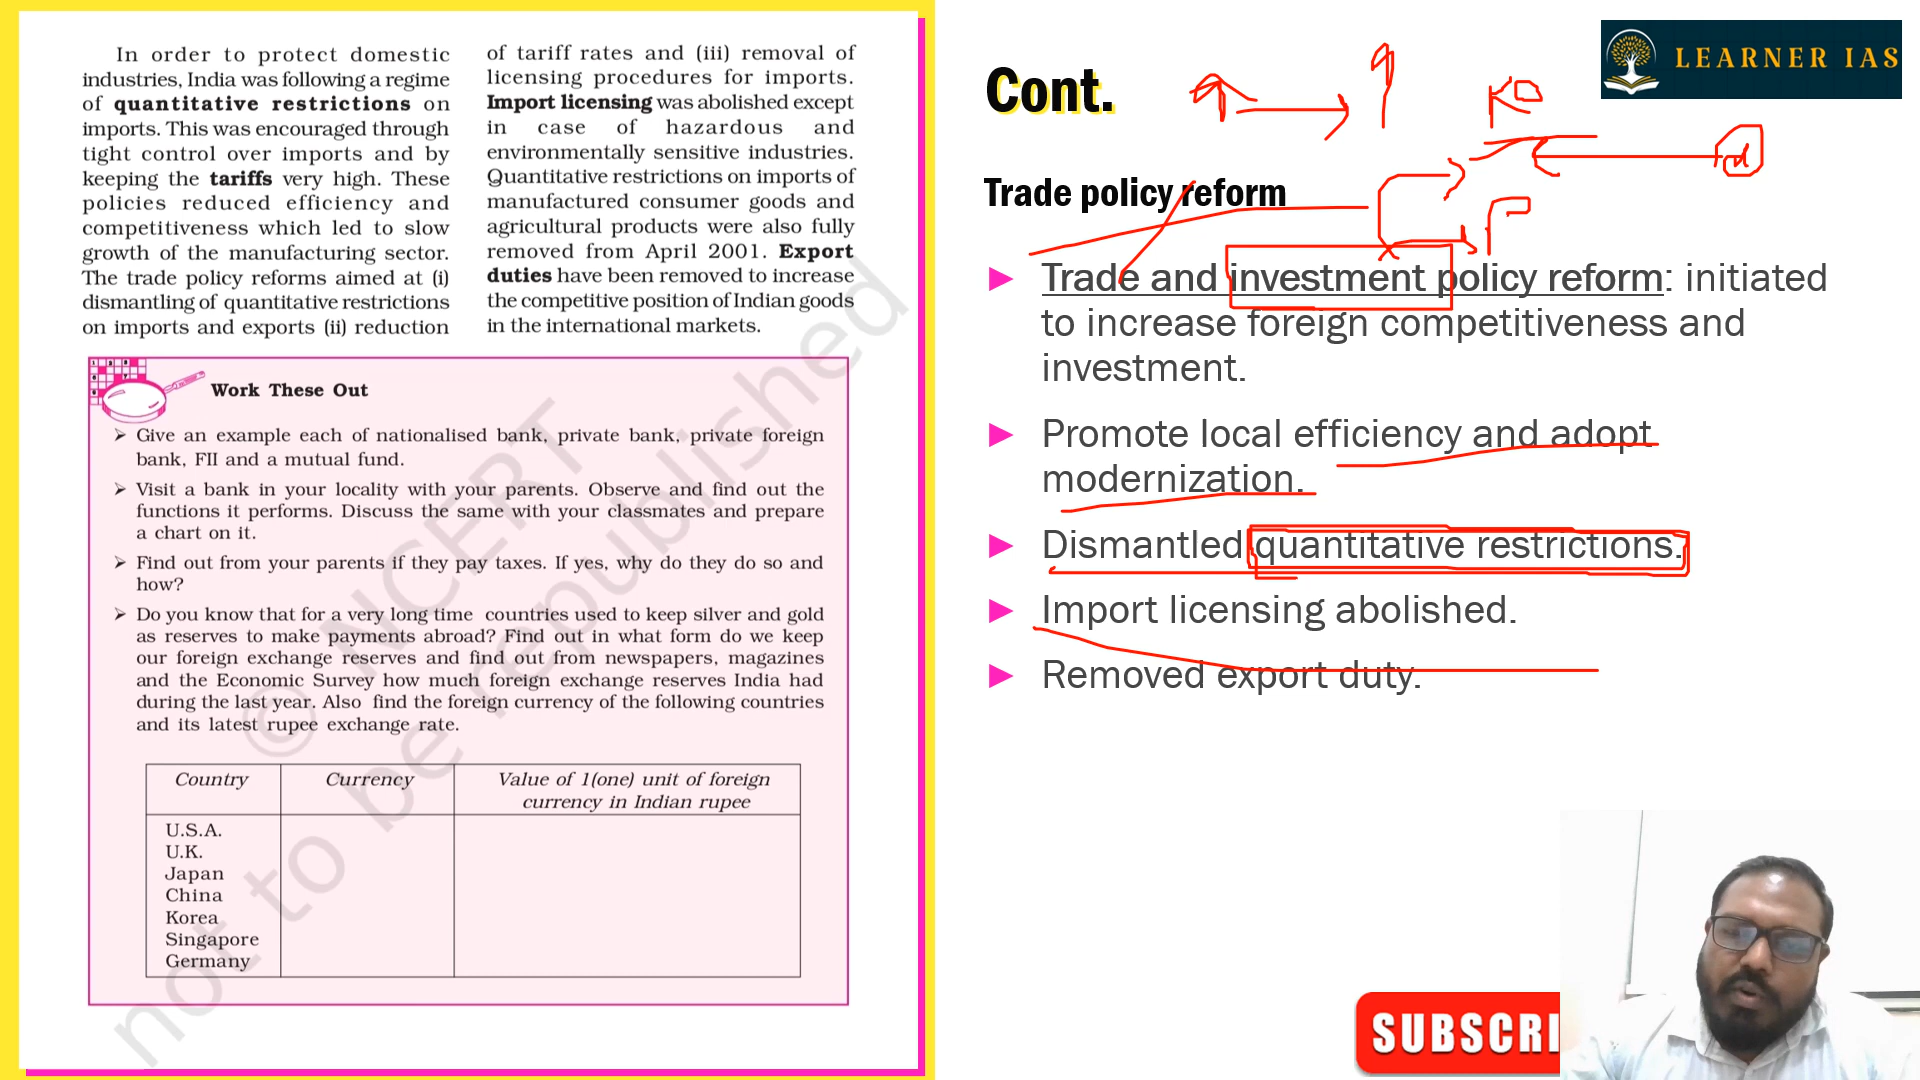 In order to protect domestic
industries, India was following a regime
of quantitative restrictions on
imports. This was encouraged through
tight control over imports and by
keeping the tariffs very high. These
policies reduced efficiency and
competitiveness which led to slow
growth of the manufacturing sector.
The trade policy reforms aimed at (i)
dismantling of quantitative restrictions
on imports and exports (ii) reduction
of tariff rates and (iii) removal of
licensing procedures for imports.
Import licensing was abolished except
in case of hazardous and
environmentally sensitive industries.
Quantitative restrictions on imports of
manufactured consumer goods and
agricultural products were also fully
removed from April 2001. Export
duties have been removed to increase
the competitive position of Indian goods
in the international markets.
Work These Out
➢ Give an example each of nationalised bank, private bank, private foreign
bank, FII and a mutual fund.
➢ Visit a bank in your locality with your parents. Observe and find out the
functions it performs. Discuss the same with your classmates and prepare
a chart on it.
➢ Find out from your parents if they pay taxes. If yes, why do they do so and
how?
➢ Do you know that for a very long time countries used to keep silver and gold
as reserves to make payments abroad? Find out in what form do we keep
our foreign exchange reserves and find out from newspapers, magazines
and the Economic Survey how much foreign exchange reserves India had
during the last year. Also find the foreign currency of the following countries
and its latest rupee exchange rate.
Country Currency Value of 1(one) unit of foreign
currency in Indian rupee
U.S.A.
U.K.
Japan
China
Korea
Singapore
Germany
© NCERT
not to be republished
LEARNER IAS
Cont.
Trade policy reform
► Trade and investment policy reform: initiated
to increase foreign competitiveness and
investment.
► Promote local efficiency and adopt
modernization.
► Dismantled quantitative restrictions.
► Import licensing abolished.
► Removed export duty.
SUBSCRI